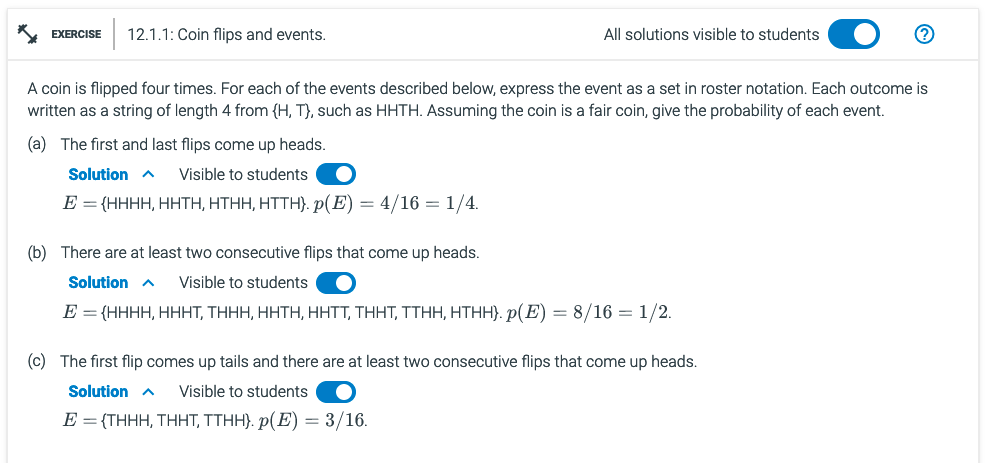 EXERCISE 12.1.1: Coin flips and events. All solutions visible to students ?
A coin is flipped four times. For each of the events described below, express the event as a set in roster notation. Each outcome is
written as a string of length 4 from {H, T}, such as HHTH. Assuming the coin is a fair coin, give the probability of each event.
(a) The first and last flips come up heads.
Solution Visible to students
E = {HHHH, HHTH, HTHH, HTTH}. p(E) = 4/16 = 1/4.
(b) There are at least two consecutive flips that come up heads.
Solution Visible to students
E = {HHHH, HHHT, THHH, HHTH, HHTT, THHT, TTHH, HTHH}. p(E) = 8/16 = 1/2.
(c) The first flip comes up tails and there are at least two consecutive flips that come up heads.
Solution Visible to students
E = {THHH, THHT, TTHH}. p(E) = 3/16.